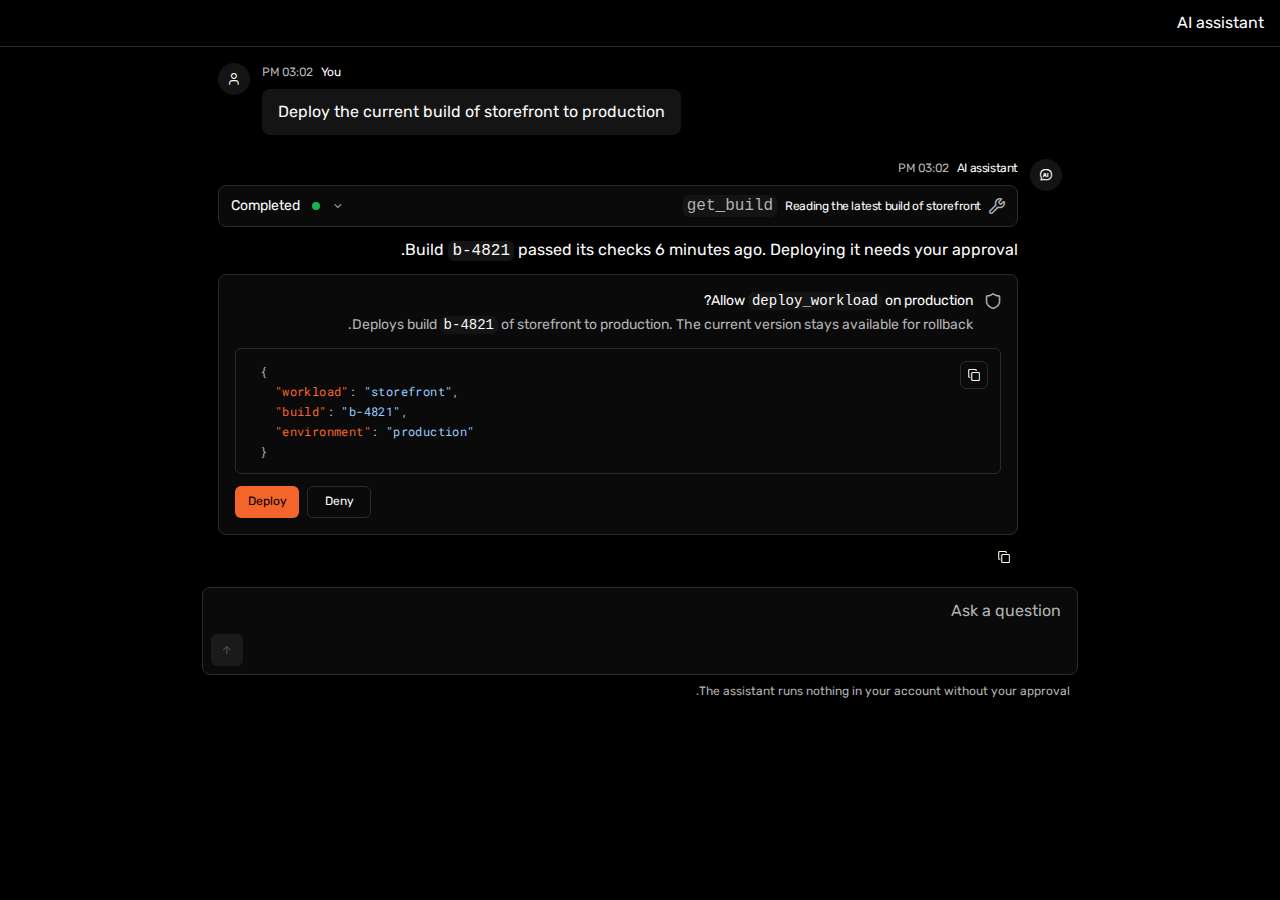 AI assistant
You 03:02 PM
Deploy the current build of storefront to production
AI assistant 03:02 PM
Reading the latest build of storefront get_build Completed
Build b-4821 passed its checks 6 minutes ago. Deploying it needs your approval.
Allow deploy_workload on production?
Deploys build b-4821 of storefront to production. The current version stays available for rollback.
{
"workload": "storefront",
"build": "b-4821",
"environment": "production"
}
Deploy Deny
Ask a question
The assistant runs nothing in your account without your approval.